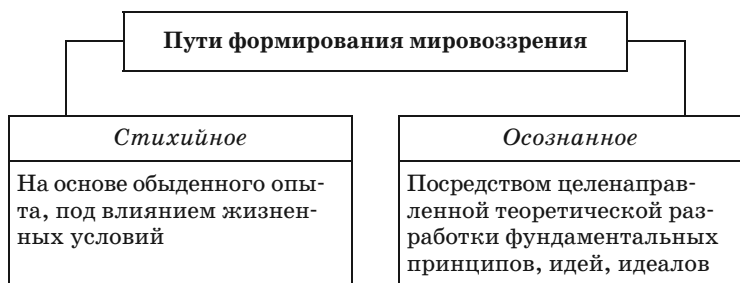 Пути формирования мировоззрения
Стихийное
На основе обыденного опы-
та, под влиянием жизнен-
ных условий
Осознанное
Посредством целенаправ-
ленной теоретической раз-
работки фундаментальных
принципов, идей, идеалов